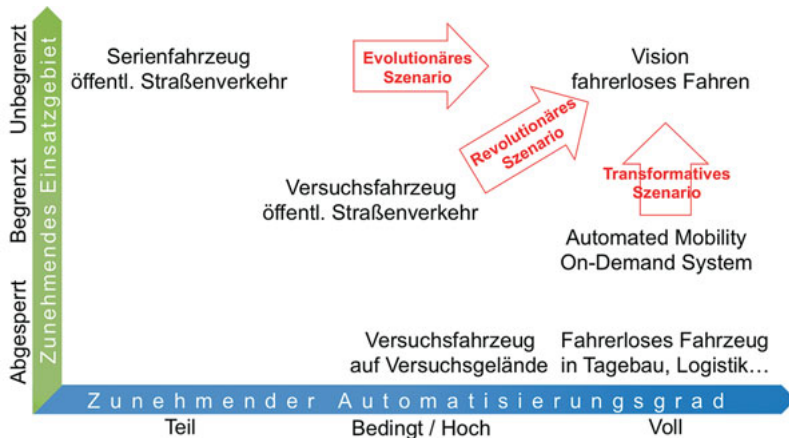 Unbegrenzt
Begrenzt
Abgesperrt
Zunehmendes Einsatzgebiet
Serienfahrzeug
öffentl. Straßenverkehr
Evolutionäres
Szenario
Vision
fahrerloses Fahren
Revolutionäres
Szenario
Transformatives
Szenario
Versuchsfahrzeug
öffentl. Straßenverkehr
Automated Mobility
On-Demand System
Versuchsfahrzeug
auf Versuchsgelände
Fahrerloses Fahrzeug
in Tagebau, Logistik…
Zunehmender Automatisierungsgrad
Teil
Bedingt / Hoch
Voll